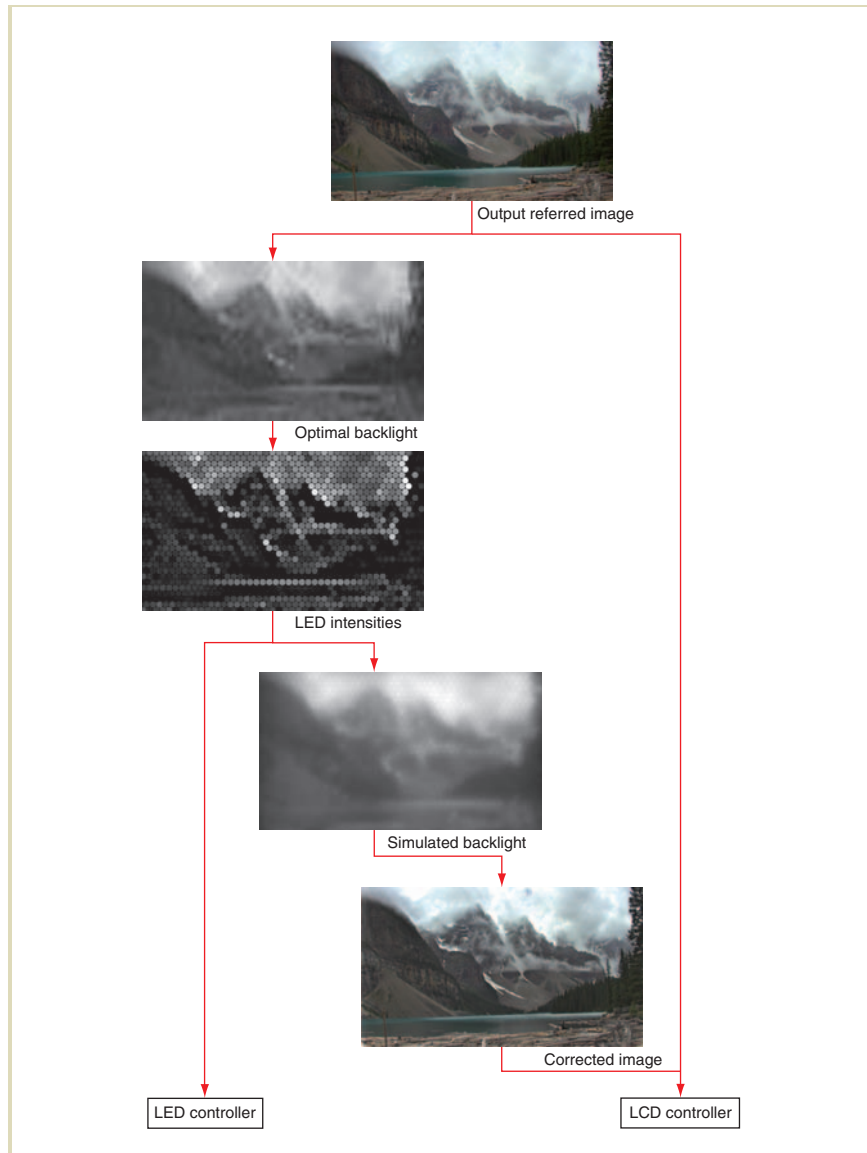 Output referred image
Optimal backlight
LED intensities
Simulated backlight
Corrected image
LED controller
LCD controller